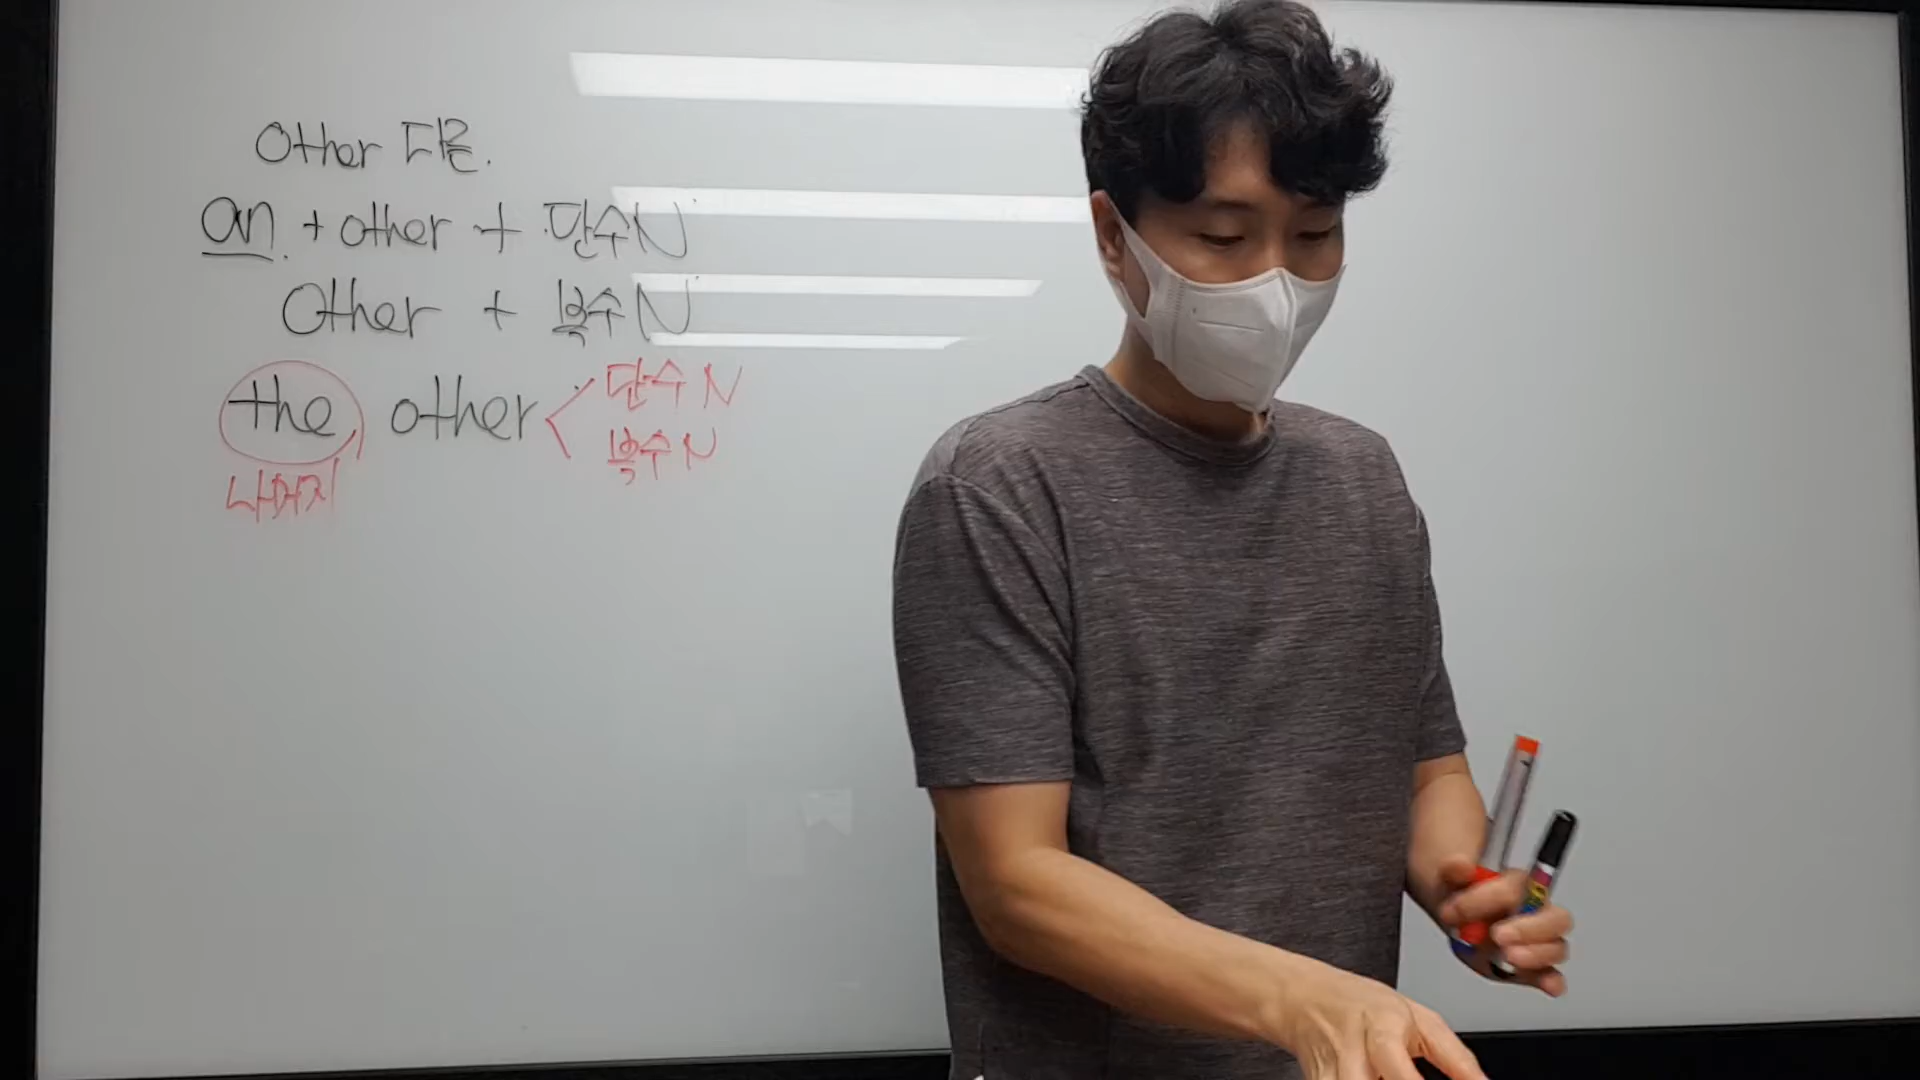 Other 다른.
an + other + 단수N
Other + 복수N
the other < 단수 N
복수 N
나머지